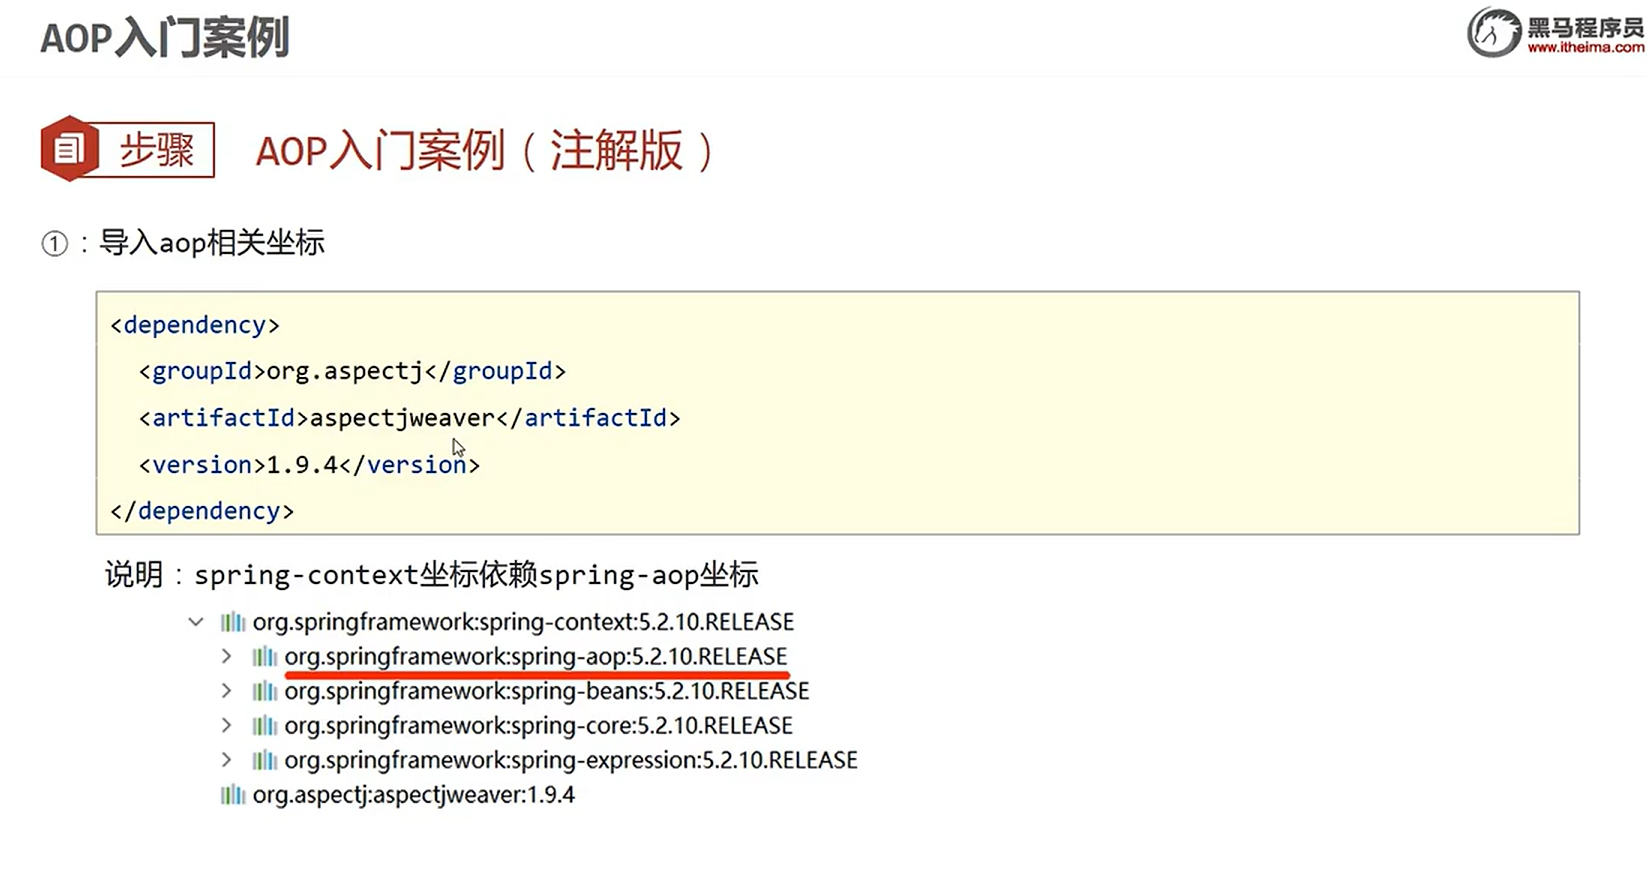 AOP入门案例
黑马程序员
www.itheima.com
步骤 AOP入门案例（注解版）
①：导入aop相关坐标
<dependency>
<groupId>org.aspectj</groupId>
<artifactId>aspectjweaver</artifactId>
<version>1.9.4</version>
</dependency>
说明：spring-context坐标依赖spring-aop坐标
org.springframework:spring-context:5.2.10.RELEASE
org.springframework:spring-aop:5.2.10.RELEASE
org.springframework:spring-beans:5.2.10.RELEASE
org.springframework:spring-core:5.2.10.RELEASE
org.springframework:spring-expression:5.2.10.RELEASE
org.aspectj:aspectjweaver:1.9.4